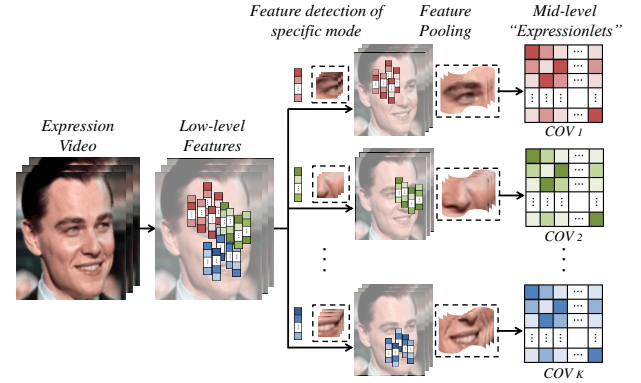 Feature detection of
specific mode
Feature
Pooling
Mid-level
“Expressionlets”
Expression
Video
Low-level
Features
COV 1
COV 2
COV K